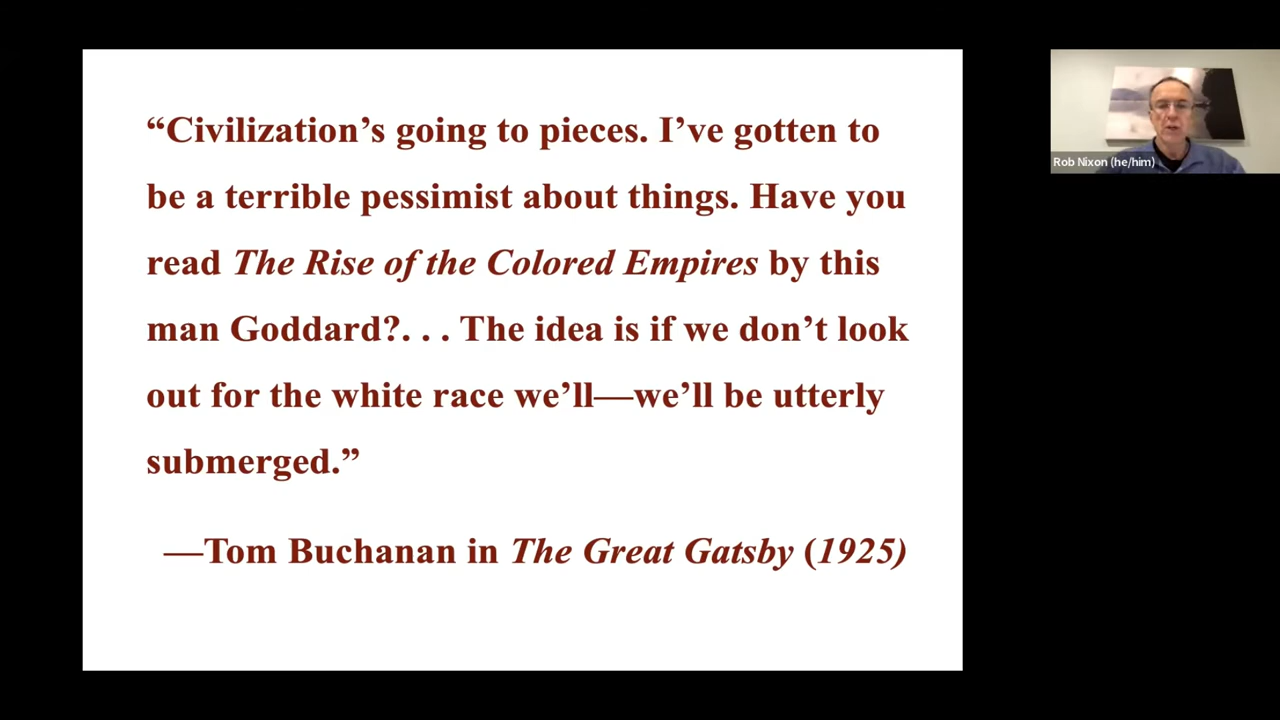 “Civilization’s going to pieces. I’ve gotten to
be a terrible pessimist about things. Have you
read The Rise of the Colored Empires by this
man Goddard?. . . The idea is if we don’t look
out for the white race we’ll—we’ll be utterly
submerged.”
—Tom Buchanan in The Great Gatsby (1925)
Rob Nixon (he/him)